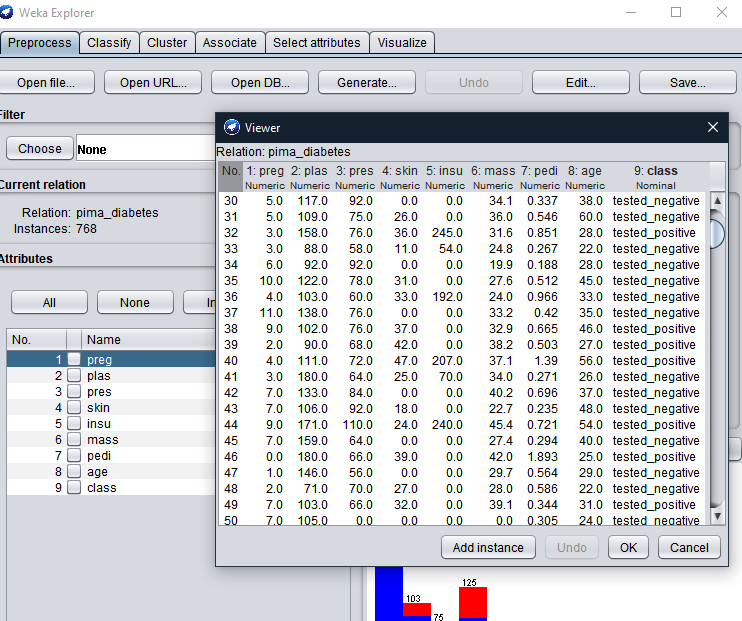 Weka Explorer
Preprocess Classify Cluster Associate Select attributes Visualize
Open file... Open URL... Open DB... Generate... Undo Edit... Save...
Filter
Choose None
Current relation
Relation: pima_diabetes
Instances: 768
Attributes
All None In
No. Name
1 preg
2 plas
3 pres
4 skin
5 insu
6 mass
7 pedi
8 age
9 class
Viewer
Relation: pima_diabetes
No. 1: preg 2: plas 3: pres 4: skin 5: insu 6: mass 7: pedi 8: age 9: class
Numeric Numeric Numeric Numeric Numeric Numeric Numeric Numeric Nominal
30 5.0 117.0 92.0 0.0 0.0 34.1 0.337 38.0 tested_negative
31 5.0 109.0 75.0 26.0 0.0 36.0 0.546 60.0 tested_negative
32 3.0 158.0 76.0 36.0 245.0 31.6 0.851 28.0 tested_positive
33 3.0 88.0 58.0 11.0 54.0 24.8 0.267 22.0 tested_negative
34 6.0 92.0 92.0 0.0 0.0 19.9 0.188 28.0 tested_negative
35 10.0 122.0 78.0 31.0 0.0 27.6 0.512 45.0 tested_negative
36 4.0 103.0 60.0 33.0 192.0 24.0 0.966 33.0 tested_negative
37 11.0 138.0 76.0 0.0 0.0 33.2 0.42 35.0 tested_negative
38 9.0 102.0 76.0 37.0 0.0 32.9 0.665 46.0 tested_positive
39 2.0 90.0 68.0 42.0 0.0 38.2 0.503 27.0 tested_positive
40 4.0 111.0 72.0 47.0 207.0 37.1 1.39 56.0 tested_positive
41 3.0 180.0 64.0 25.0 70.0 34.0 0.271 26.0 tested_negative
42 7.0 133.0 84.0 0.0 0.0 40.2 0.696 37.0 tested_negative
43 7.0 106.0 92.0 18.0 0.0 22.7 0.235 48.0 tested_negative
44 9.0 171.0 110.0 24.0 240.0 45.4 0.721 54.0 tested_positive
45 7.0 159.0 64.0 0.0 0.0 27.4 0.294 40.0 tested_negative
46 0.0 180.0 66.0 39.0 0.0 42.0 1.893 25.0 tested_positive
47 1.0 146.0 56.0 0.0 0.0 29.7 0.564 29.0 tested_negative
48 2.0 71.0 70.0 27.0 0.0 28.0 0.586 22.0 tested_negative
49 7.0 103.0 66.0 32.0 0.0 39.1 0.344 31.0 tested_positive
50 7.0 105.0 0.0 0.0 0.0 0.0 0.305 24.0 tested_negative
Add instance Undo OK Cancel
125
103
75